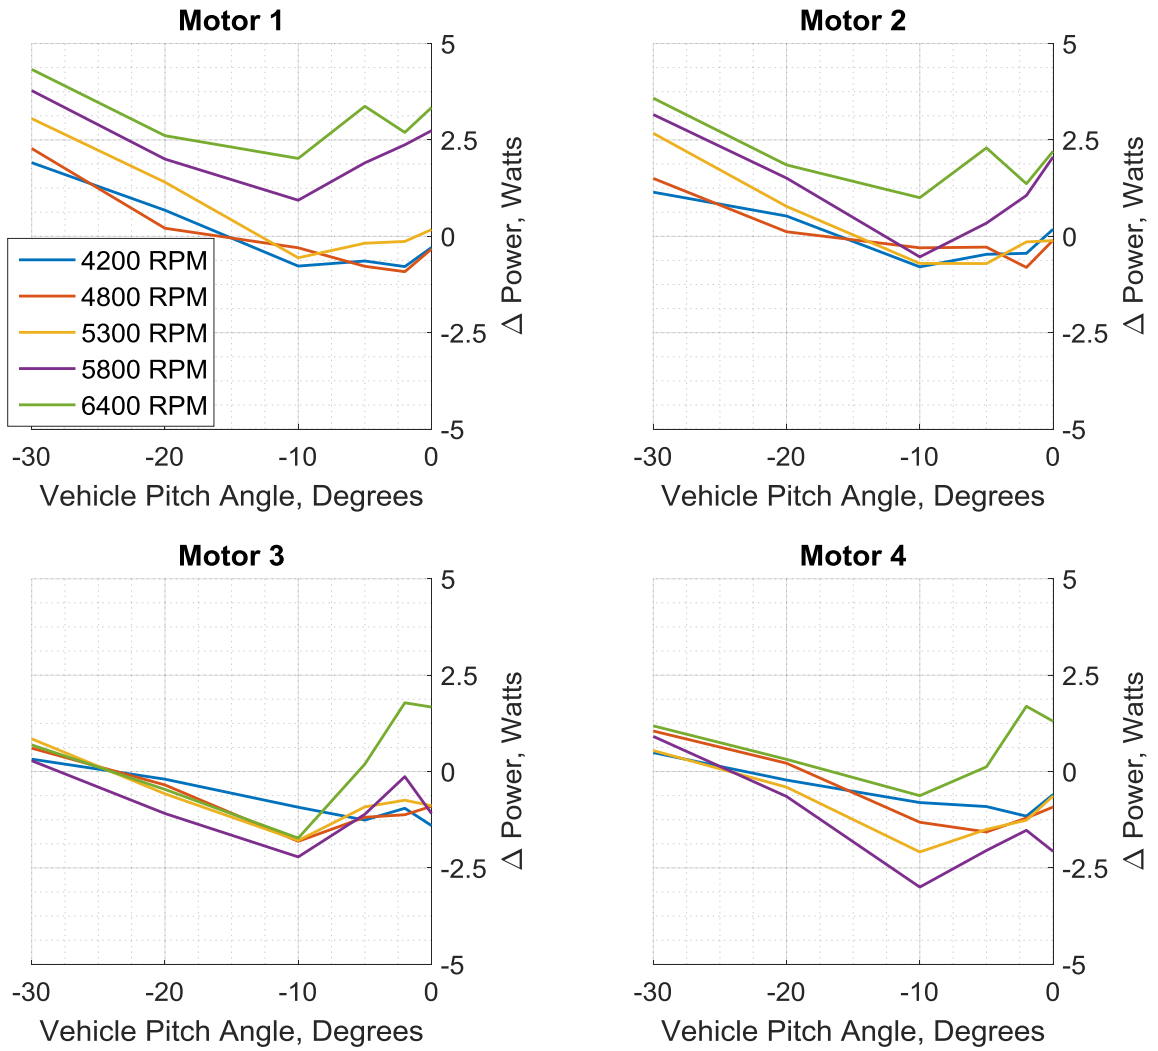 Motor 1
5
2.5
0
-2.5
-5
Δ Power, Watts
4200 RPM
4800 RPM
5300 RPM
5800 RPM
6400 RPM
-30 -20 -10 0
Vehicle Pitch Angle, Degrees
Motor 2
5
2.5
0
-2.5
-5
Δ Power, Watts
-30 -20 -10 0
Vehicle Pitch Angle, Degrees
Motor 3
5
2.5
0
-2.5
-5
Δ Power, Watts
-30 -20 -10 0
Vehicle Pitch Angle, Degrees
Motor 4
5
2.5
0
-2.5
-5
Δ Power, Watts
-30 -20 -10 0
Vehicle Pitch Angle, Degrees